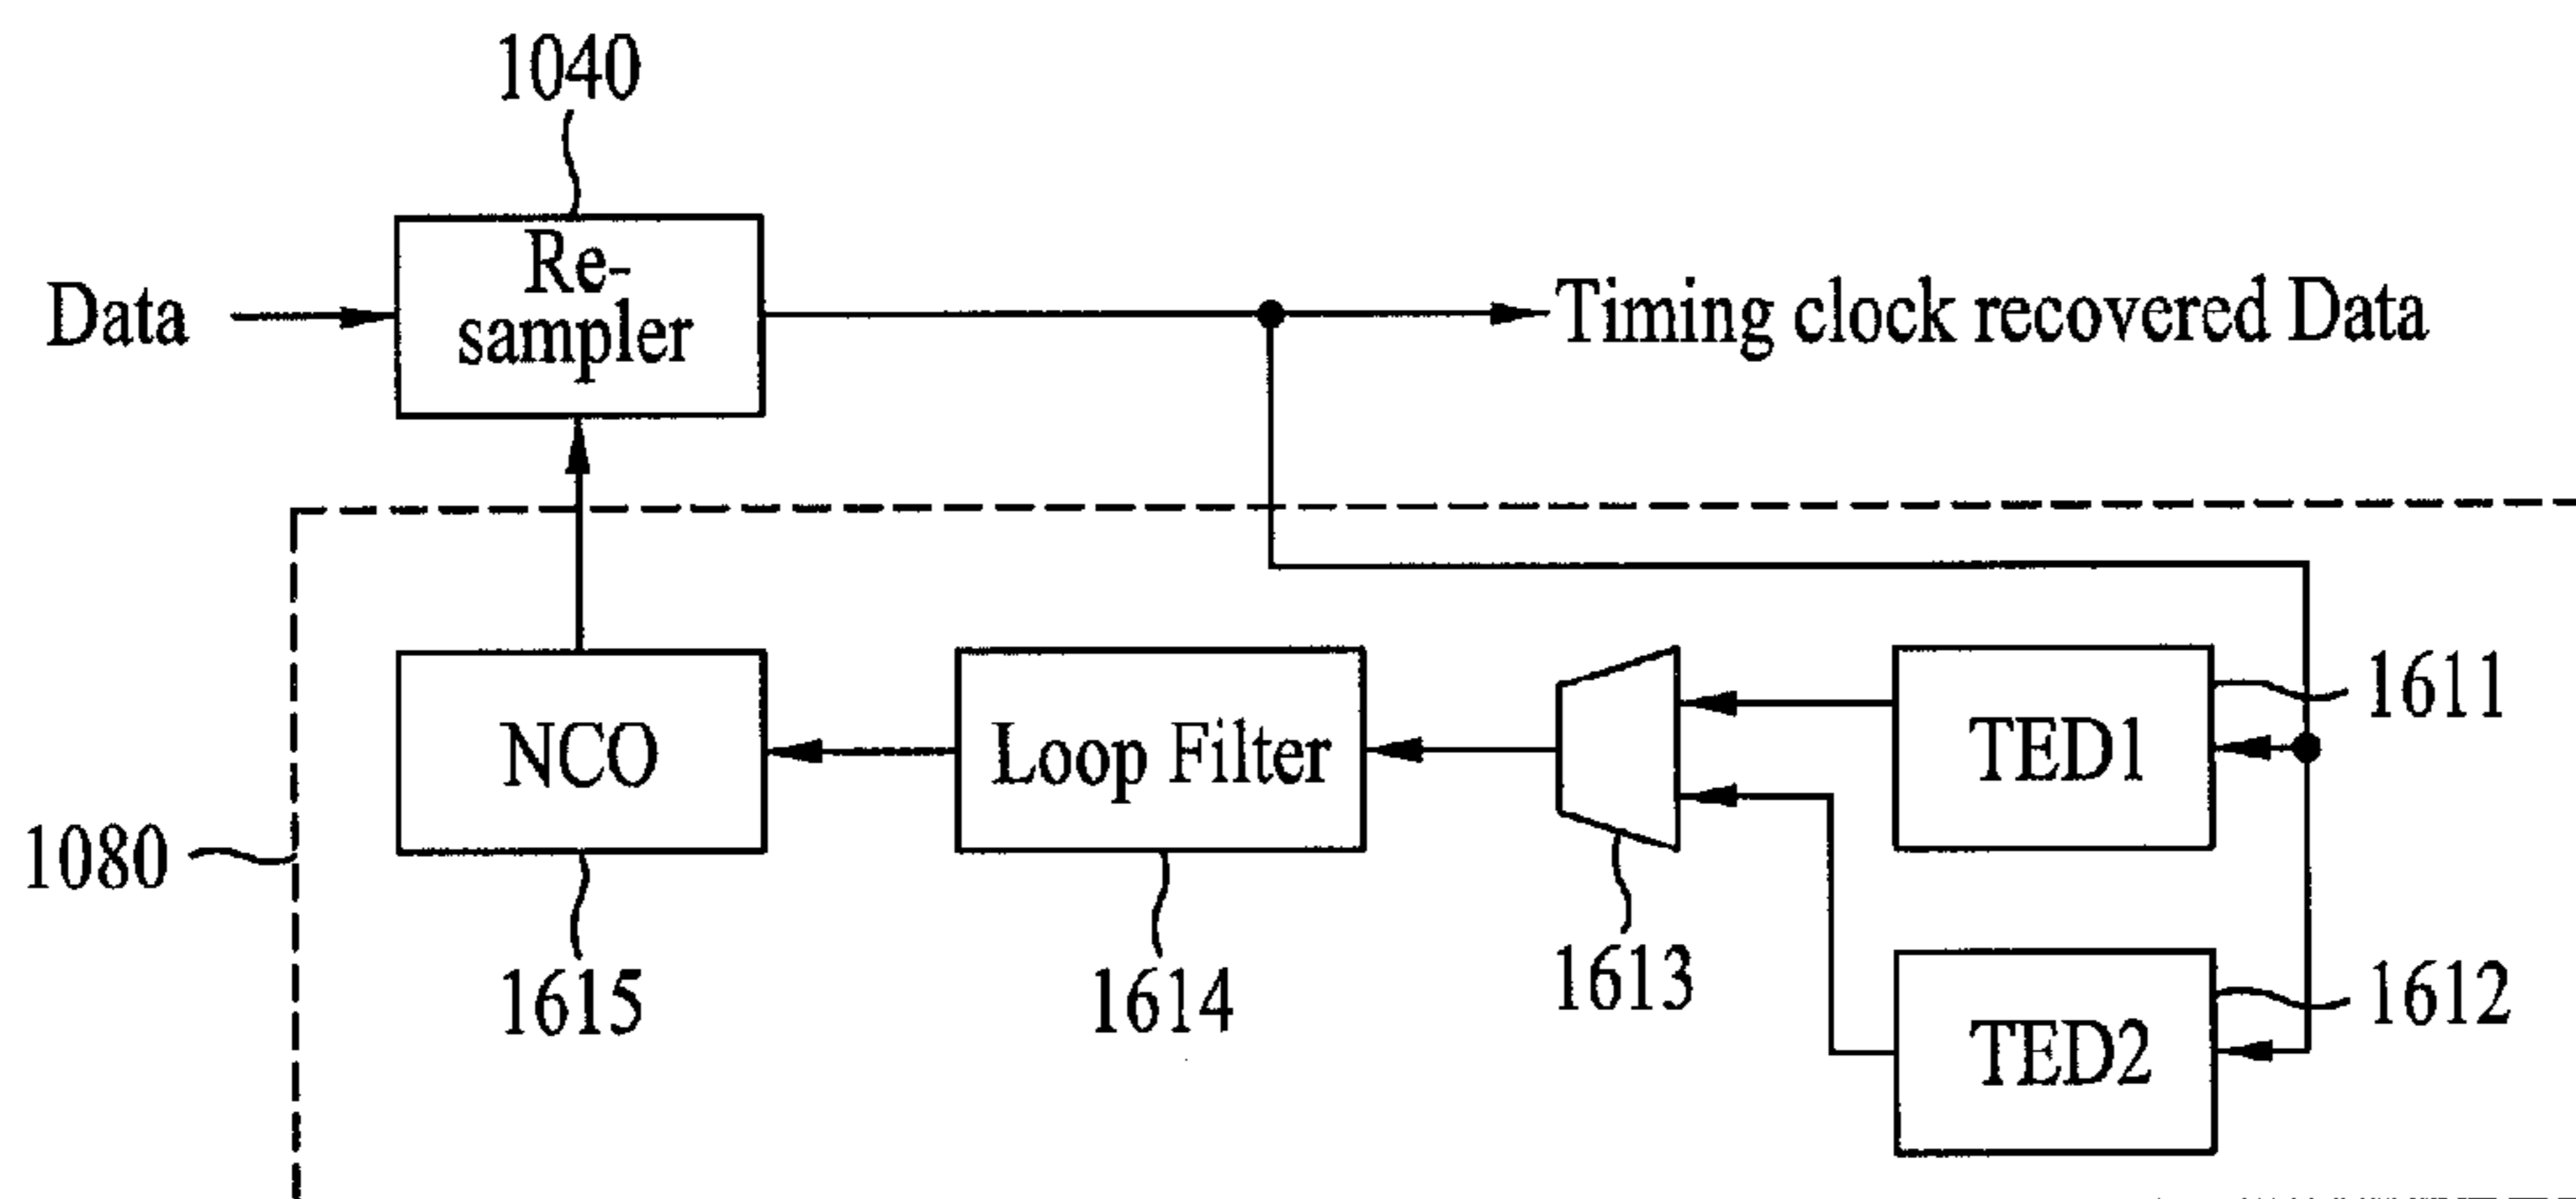 1040
Re-
sampler
Data
Timing clock recovered Data
1080
NCO
Loop Filter
TED1
1611
1615
1614
1613
TED2
1612